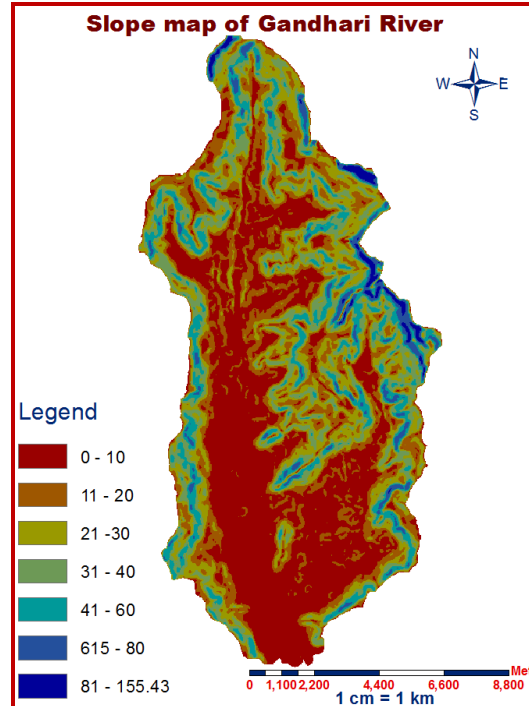 Slope map of Gandhari River
N
W E
S
Legend
0 - 10
11 - 20
21 -30
31 - 40
41 - 60
615 - 80
81 - 155.43
Met
0 1,100 2,200 4,400 6,600 8,800
1 cm = 1 km